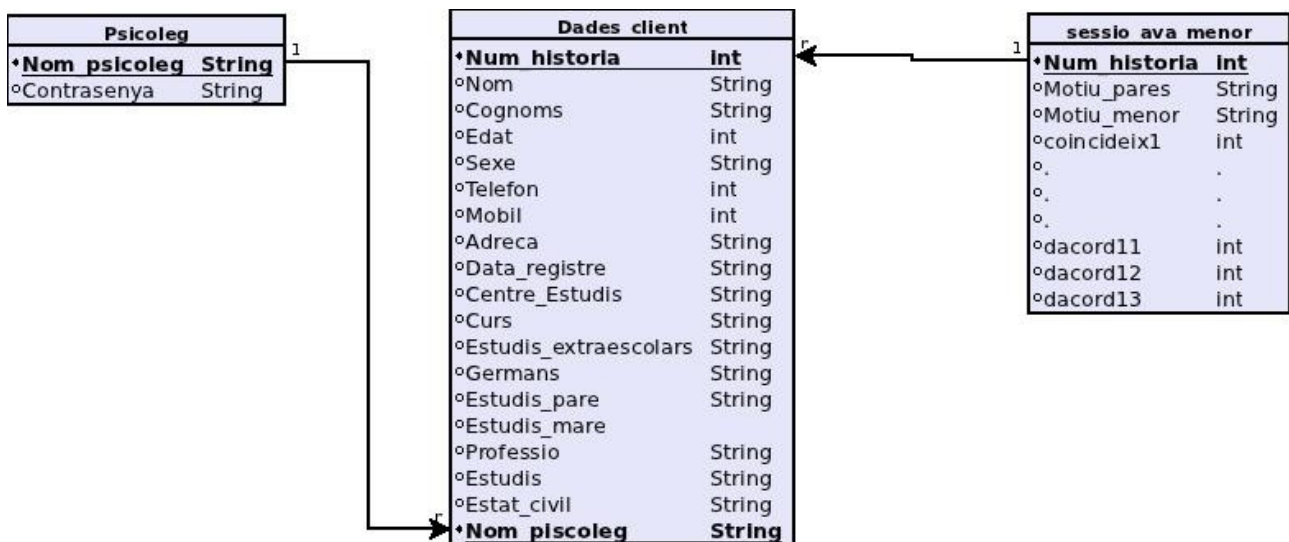 Psicoleg
Nom_psicoleg String
Contrasenya String
1
Dades client
Num_historia int
Nom String
Cognoms String
Edat int
Sexe String
Telefon int
Mobil int
Adreca String
Data_registre String
Centre_Estudis String
Curs String
Estudis_extraescolars String
Germans String
Estudis_pare String
Estudis_mare
Professio String
Estudis String
Estat_civil String
Nom_piscoleg String
r
r
1
sessio ava menor
Num_historia int
Motiu_pares String
Motiu_menor String
coincideix1 int
. .
. .
. .
dacord11 int
dacord12 int
dacord13 int